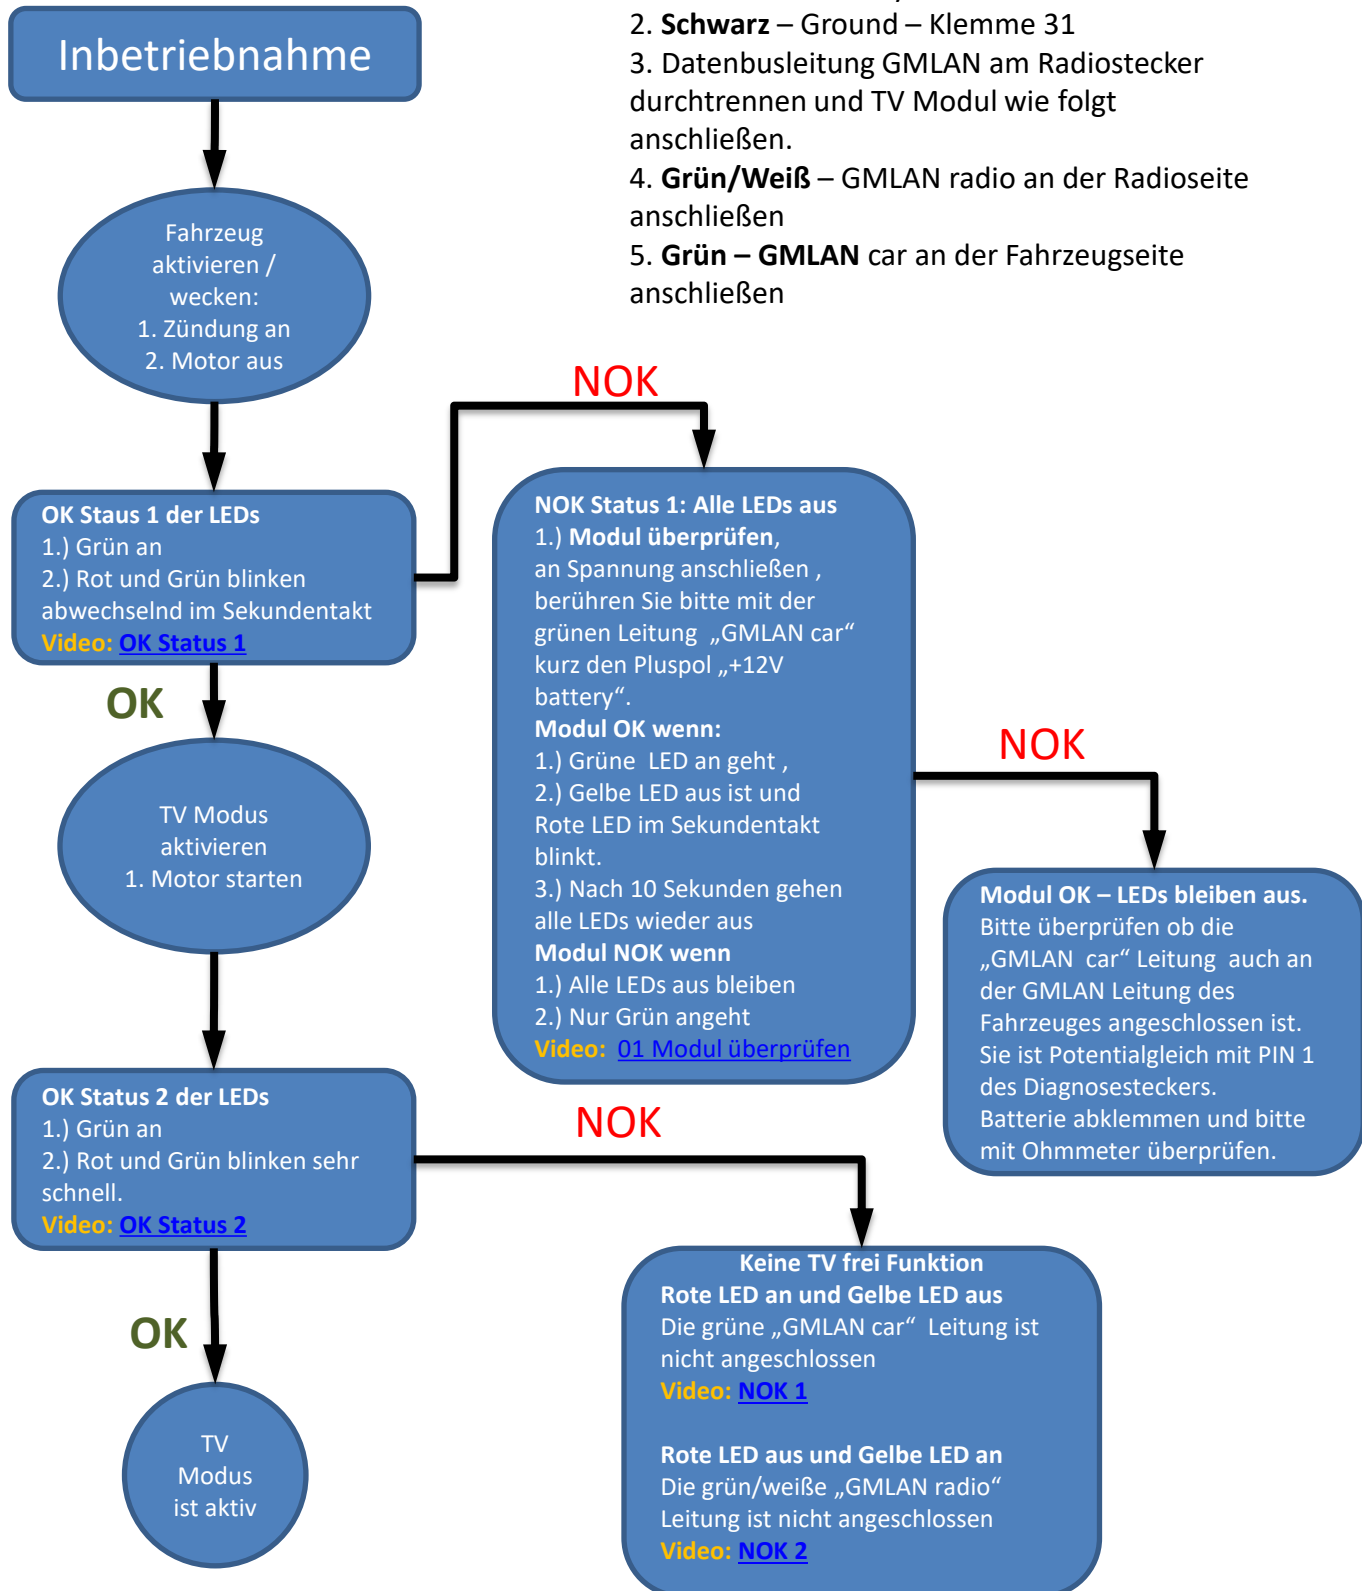 Inbetriebnahme
2. Schwarz – Ground – Klemme 31
3. Datenbusleitung GMLAN am Radiostecker
durchtrennen und TV Modul wie folgt
anschließen.
4. Grün/Weiß – GMLAN radio an der Radioseite
anschließen
5. Grün – GMLAN car an der Fahrzeugseite
anschließen
Fahrzeug
aktivieren /
wecken:
1. Zündung an
2. Motor aus
NOK
OK Staus 1 der LEDs
1.) Grün an
2.) Rot und Grün blinken
abwechselnd im Sekundentakt
Video: OK Status 1
NOK Status 1: Alle LEDs aus
1.) Modul überprüfen,
an Spannung anschließen ,
berühren Sie bitte mit der
grünen Leitung „GMLAN car“
kurz den Pluspol „+12V
battery“.
Modul OK wenn:
1.) Grüne LED an geht ,
2.) Gelbe LED aus ist und
Rote LED im Sekundentakt
blinkt.
3.) Nach 10 Sekunden gehen
alle LEDs wieder aus
Modul NOK wenn
1.) Alle LEDs aus bleiben
2.) Nur Grün angeht
Video: 01 Modul überprüfen
OK
TV Modus
aktivieren
1. Motor starten
NOK
Modul OK – LEDs bleiben aus.
Bitte überprüfen ob die
„GMLAN car“ Leitung auch an
der GMLAN Leitung des
Fahrzeuges angeschlossen ist.
Sie ist Potentialgleich mit PIN 1
des Diagnosesteckers.
Batterie abklemmen und bitte
mit Ohmmeter überprüfen.
OK Status 2 der LEDs
1.) Grün an
2.) Rot und Grün blinken sehr
schnell.
Video: OK Status 2
NOK
Keine TV frei Funktion
Rote LED an und Gelbe LED aus
Die grüne „GMLAN car“ Leitung ist
nicht angeschlossen
Video: NOK 1
Rote LED aus und Gelbe LED an
Die grün/weiße „GMLAN radio“
Leitung ist nicht angeschlossen
Video: NOK 2
OK
TV
Modus
ist aktiv